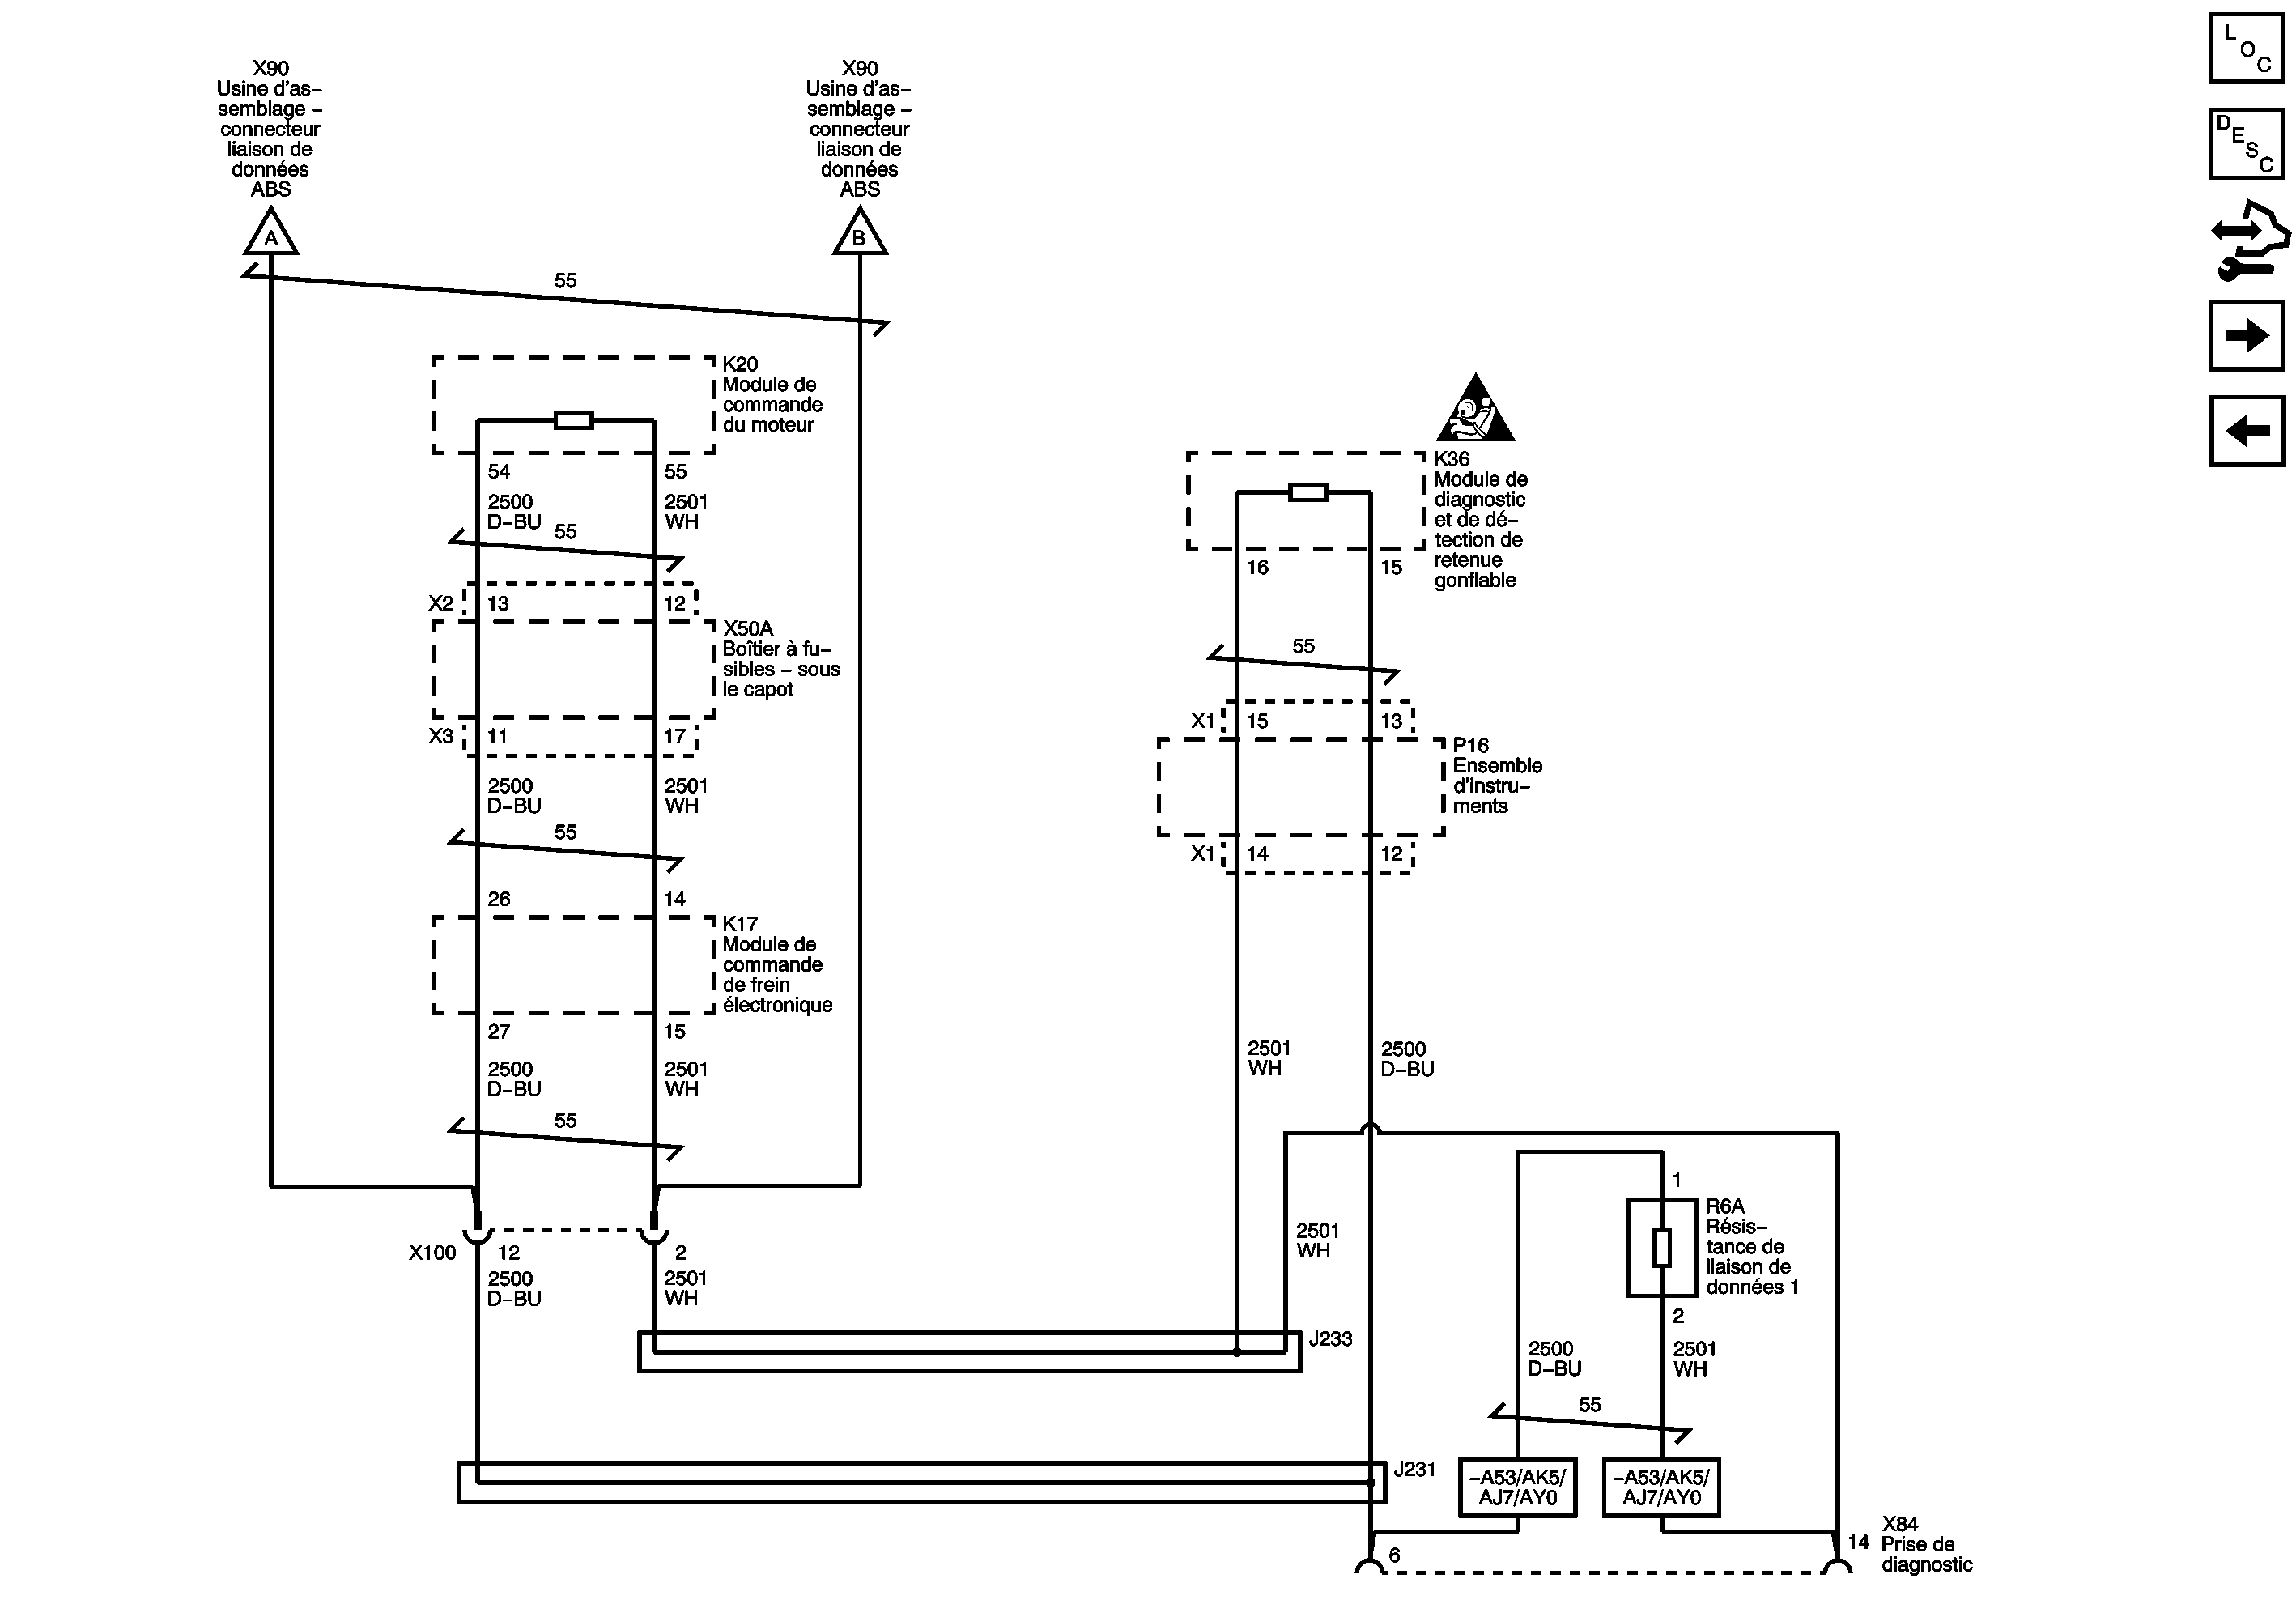 X90
Usine d'as-
semblage -
connecteur
liaison de
données
ABS
A
X90
Usine d'as-
semblage -
connecteur
liaison de
données
ABS
B
55
K20
Module de
commande
du moteur
54
55
2500
D-BU
2501
WH
55
X2
13
12
X50A
Boîtier à fu-
sibles - sous
le capot
X3
11
17
2500
D-BU
2501
WH
55
26
14
K17
Module de
commande
de frein
électronique
27
15
2500
D-BU
2501
WH
55
X100
12
2
2500
D-BU
2501
WH
K36
Module de
diagnostic
et de dé-
tection de
retenue
gonflable
16
15
55
X1
15
13
P16
Ensemble
d'instru-
ments
X1
14
12
2501
WH
2500
D-BU
2501
WH
J233
J231
1
R6A
Résis-
tance de
liaison de
données 1
2
2500
D-BU
2501
WH
55
-A53/AK5/
AJ7/AY0
-A53/AK5/
AJ7/AY0
6
14
X84
Prise de
diagnostic
LOC
DESC